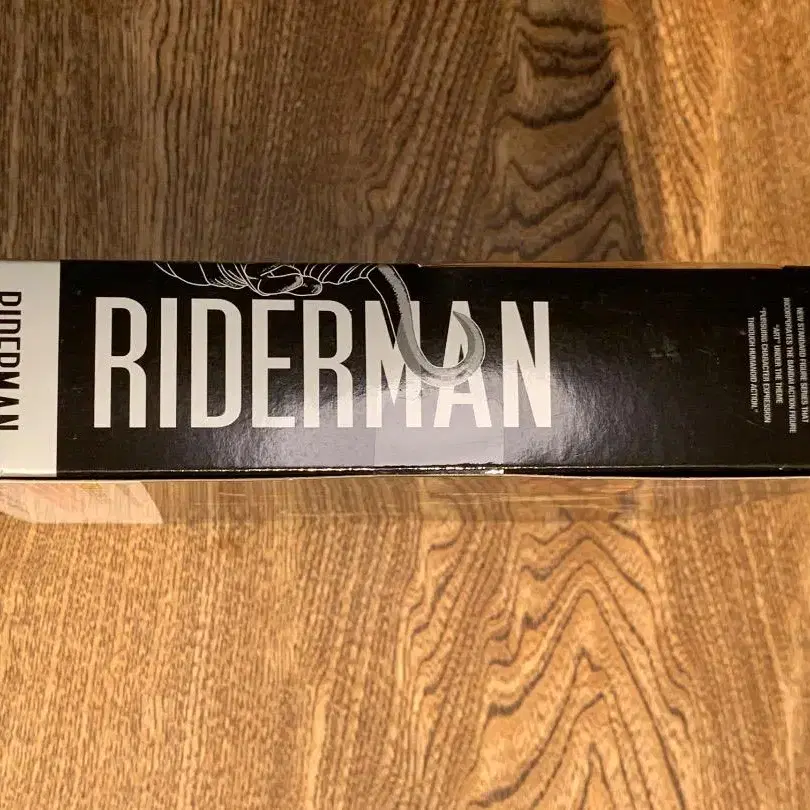 RIDERMAN
RIDERMAN
NEW STANDARD FIGURE SERIES THAT
INCORPORATES THE BANDAI ACTION FIGURE
"ART" UNDER THE THEME
"PURSUING CHARACTER EXPRESSION
THROUGH HUMANOID ACTION."